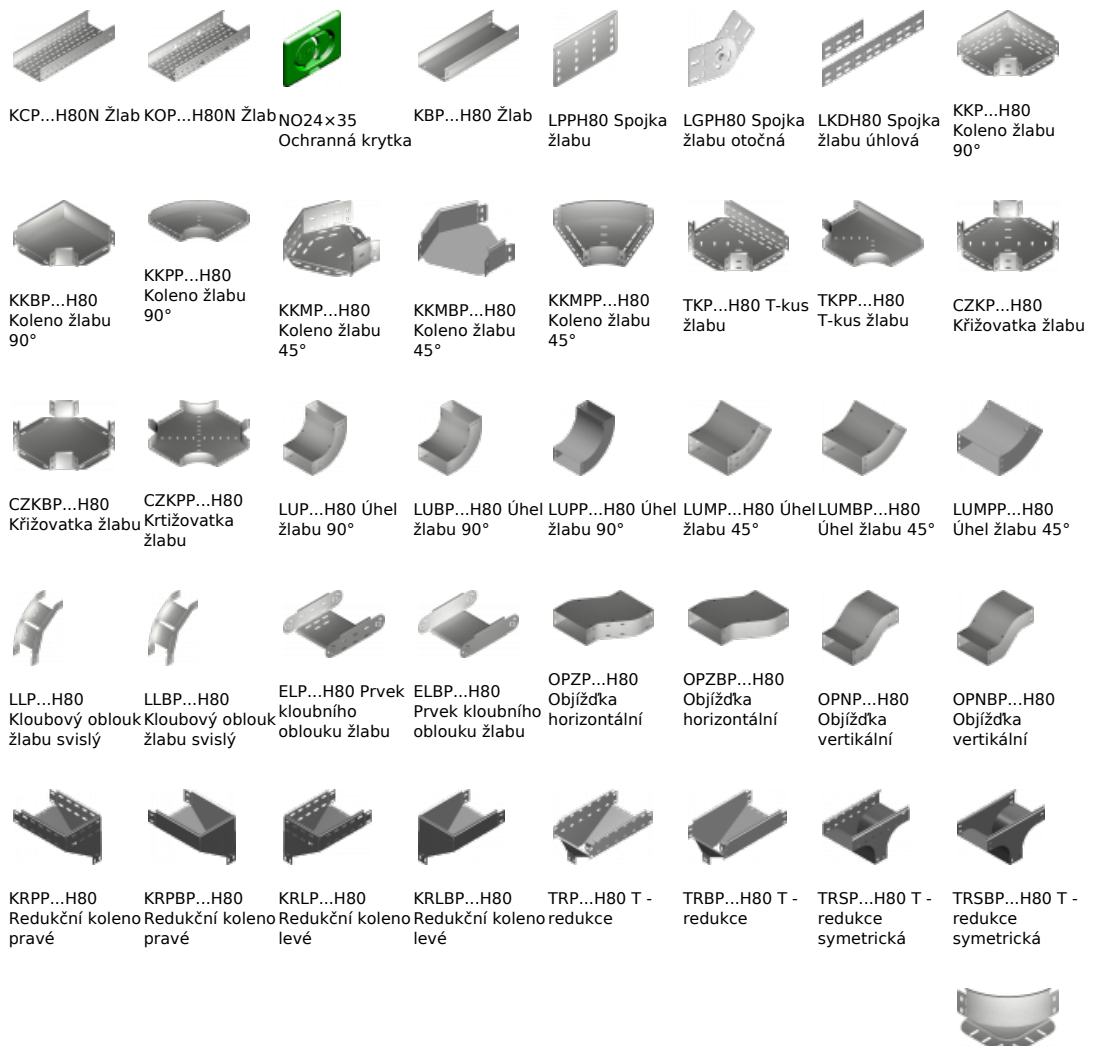 KCP...H80N Žlab
KOP...H80N Žlab
NO24×35
Ochranná krytka
KBP...H80 Žlab
LPPH80 Spojka
žlabu
LGPH80 Spojka
žlabu otočná
LKDH80 Spojka
žlabu úhlová
KKP...H80
Koleno žlabu
90°
KKBP...H80
Koleno žlabu
90°
KKPP...H80
Koleno žlabu
90°
KKMP...H80
Koleno žlabu
45°
KKMBP...H80
Koleno žlabu
45°
KKMPP...H80
Koleno žlabu
45°
TKP...H80 T-kus
žlabu
TKPP...H80
T-kus žlabu
CZKP...H80
Křižovatka žlabu
CZKBP...H80
Křižovatka žlabu
CZKPP...H80
Krtižovatka
žlabu
LUP...H80 Úhel
žlabu 90°
LUBP...H80 Úhel
žlabu 90°
LUPP...H80 Úhel
žlabu 90°
LUMP...H80 Úhel
žlabu 45°
LUMBP...H80
Úhel žlabu 45°
LUMPP...H80
Úhel žlabu 45°
LLP...H80
Kloubový oblouk
žlabu svislý
LLBP...H80
Kloubový oblouk
žlabu svislý
ELP...H80 Prvek
kloubního
oblouku žlabu
ELBP...H80
Prvek kloubního
oblouku žlabu
OPZP...H80
Objížďka
horizontální
OPZBP...H80
Objížďka
horizontální
OPNP...H80
Objížďka
vertikální
OPNBP...H80
Objížďka
vertikální
KRPP...H80
Redukční koleno
pravé
KRPBP...H80
Redukční koleno
pravé
KRLP...H80
Redukční koleno
levé
KRLBP...H80
Redukční koleno
levé
TRP...H80 T -
redukce
TRBP...H80 T -
redukce
TRSP...H80 T -
redukce
symetrická
TRSBP...H80 T -
redukce
symetrická